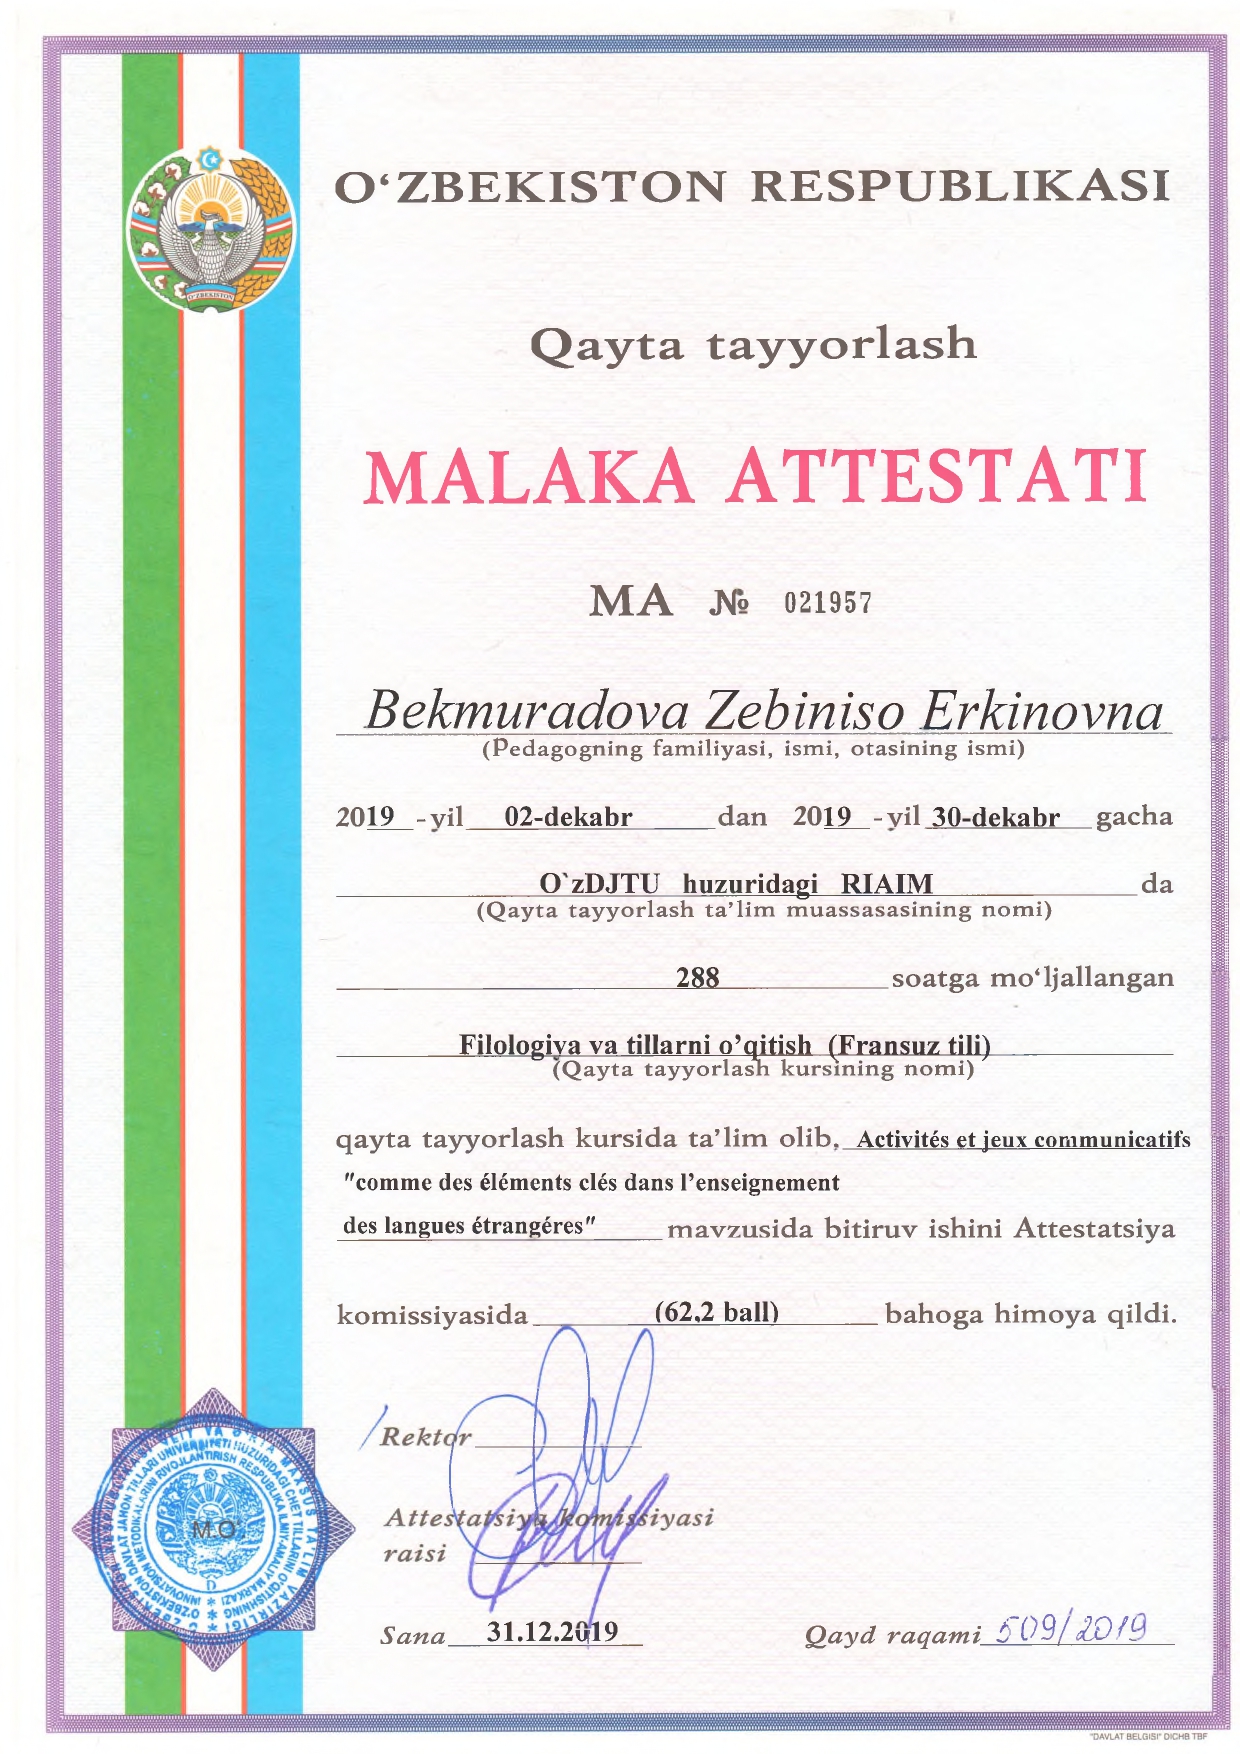 O‘ZBEKISTON RESPUBLIKASI
O‘ZBEKISTON
Qayta tayyorlash
MALAKA ATTESTATI
MA № 021957
Bekmuradova Zebiniso Erkinovna
(Pedagogning familiyasi, ismi, otasining ismi)
2019 -yil 02-dekabr dan 2019 -yil 30-dekabr gacha
O`zDJTU huzuridagi RIAIM da
(Qayta tayyorlash ta’lim muassasasining nomi)
288 soatga mo‘ljallangan
Filologiya va tillarni o’qitish (Fransuz tili)
(Qayta tayyorlash kursining nomi)
qayta tayyorlash kursida ta’lim olib, Activités et jeux communicatifs
"comme des éléments clés dans l’enseignement
des langues étrangéres" mavzusida bitiruv ishini Attestatsiya
komissiyasida (62,2 ball) bahoga himoya qildi.
Rektor
Attestatsiya komissiyasi
raisi
M.O‘.
Sana 31.12.2019 Qayd raqami 509/2019
"DAVLAT BELGISI" DICHB TBF